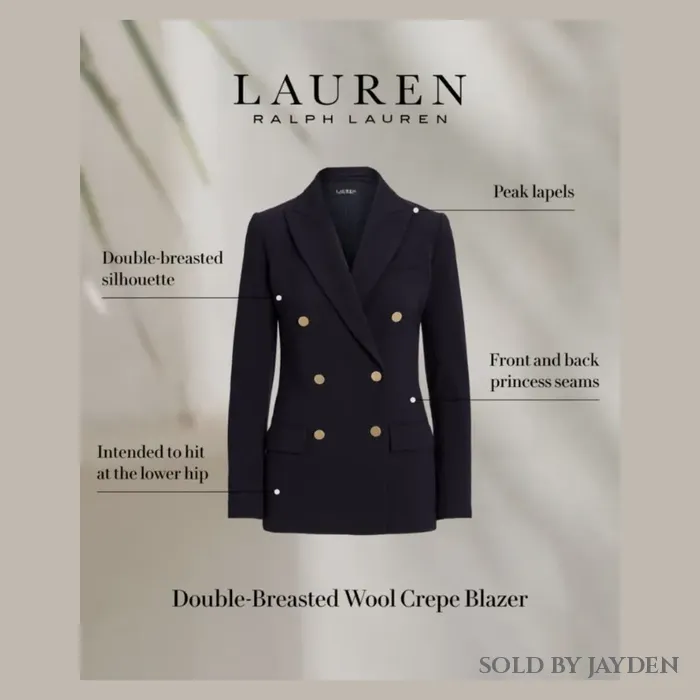 LAUREN
RALPH LAUREN
LAUREN
Peak lapels
Double-breasted
silhouette
Front and back
princess seams
Intended to hit
at the lower hip
Double-Breasted Wool Crepe Blazer
SOLD BY JAYDEN